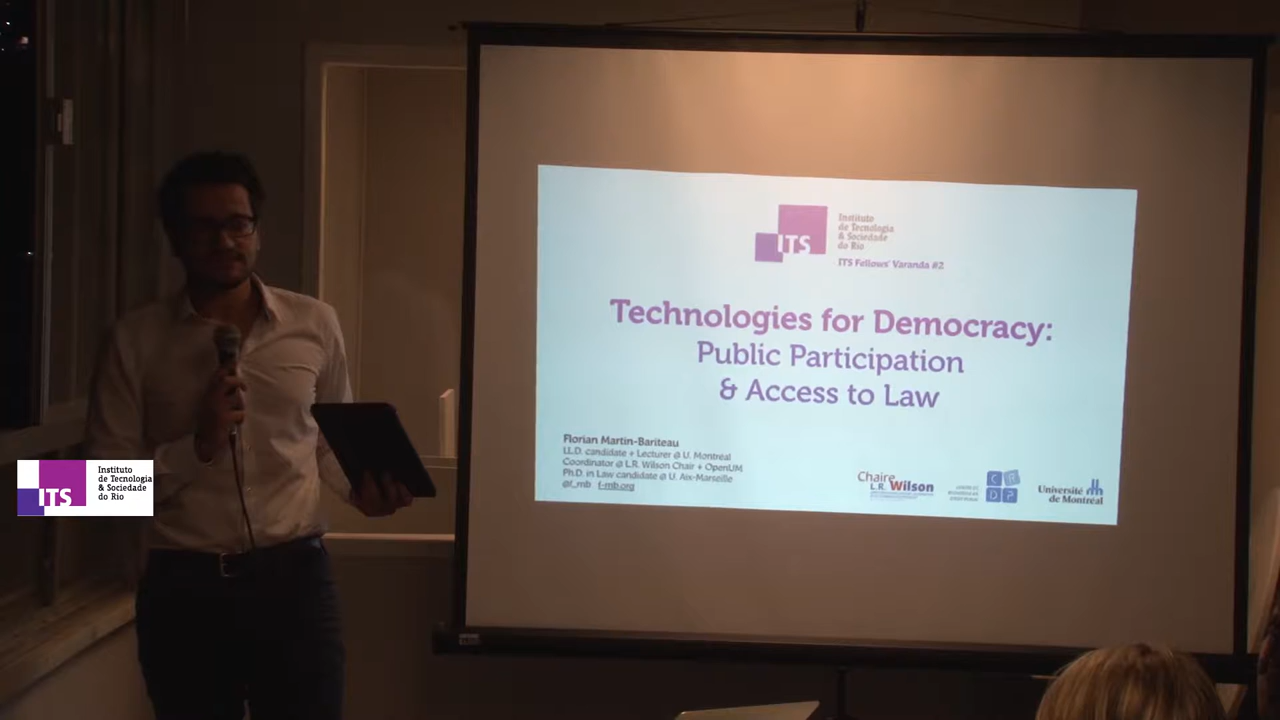 ITS
Instituto
de Tecnologia
& Sociedade
do Rio
ITS Fellows' Varanda #2
Technologies for Democracy:
Public Participation
& Access to Law
Florian Martin-Bariteau
LL.D. candidate + Lecturer @ U. Montréal
Coordinator @ L.R. Wilson Chair + OpenUM
Ph.D. in Law candidate @ U. Aix-Marseille
@f_mb f-mb.org
Chaire
L.R. Wilson
C R
D P
Université
de Montréal
ITS
Instituto
de Tecnologia
& Sociedade
do Rio